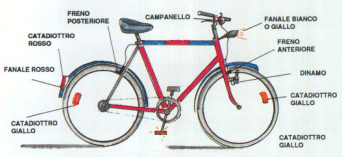 FRENO
POSTERIORE
CAMPANELLO
FANALE BIANCO
O GIALLO
CATADIOTTRO
ROSSO
FRENO
ANTERIORE
FANALE ROSSO
DINAMO
CATADIOTTRO
GIALLO
CATADIOTTRO
GIALLO
CATADIOTTRO
GIALLO